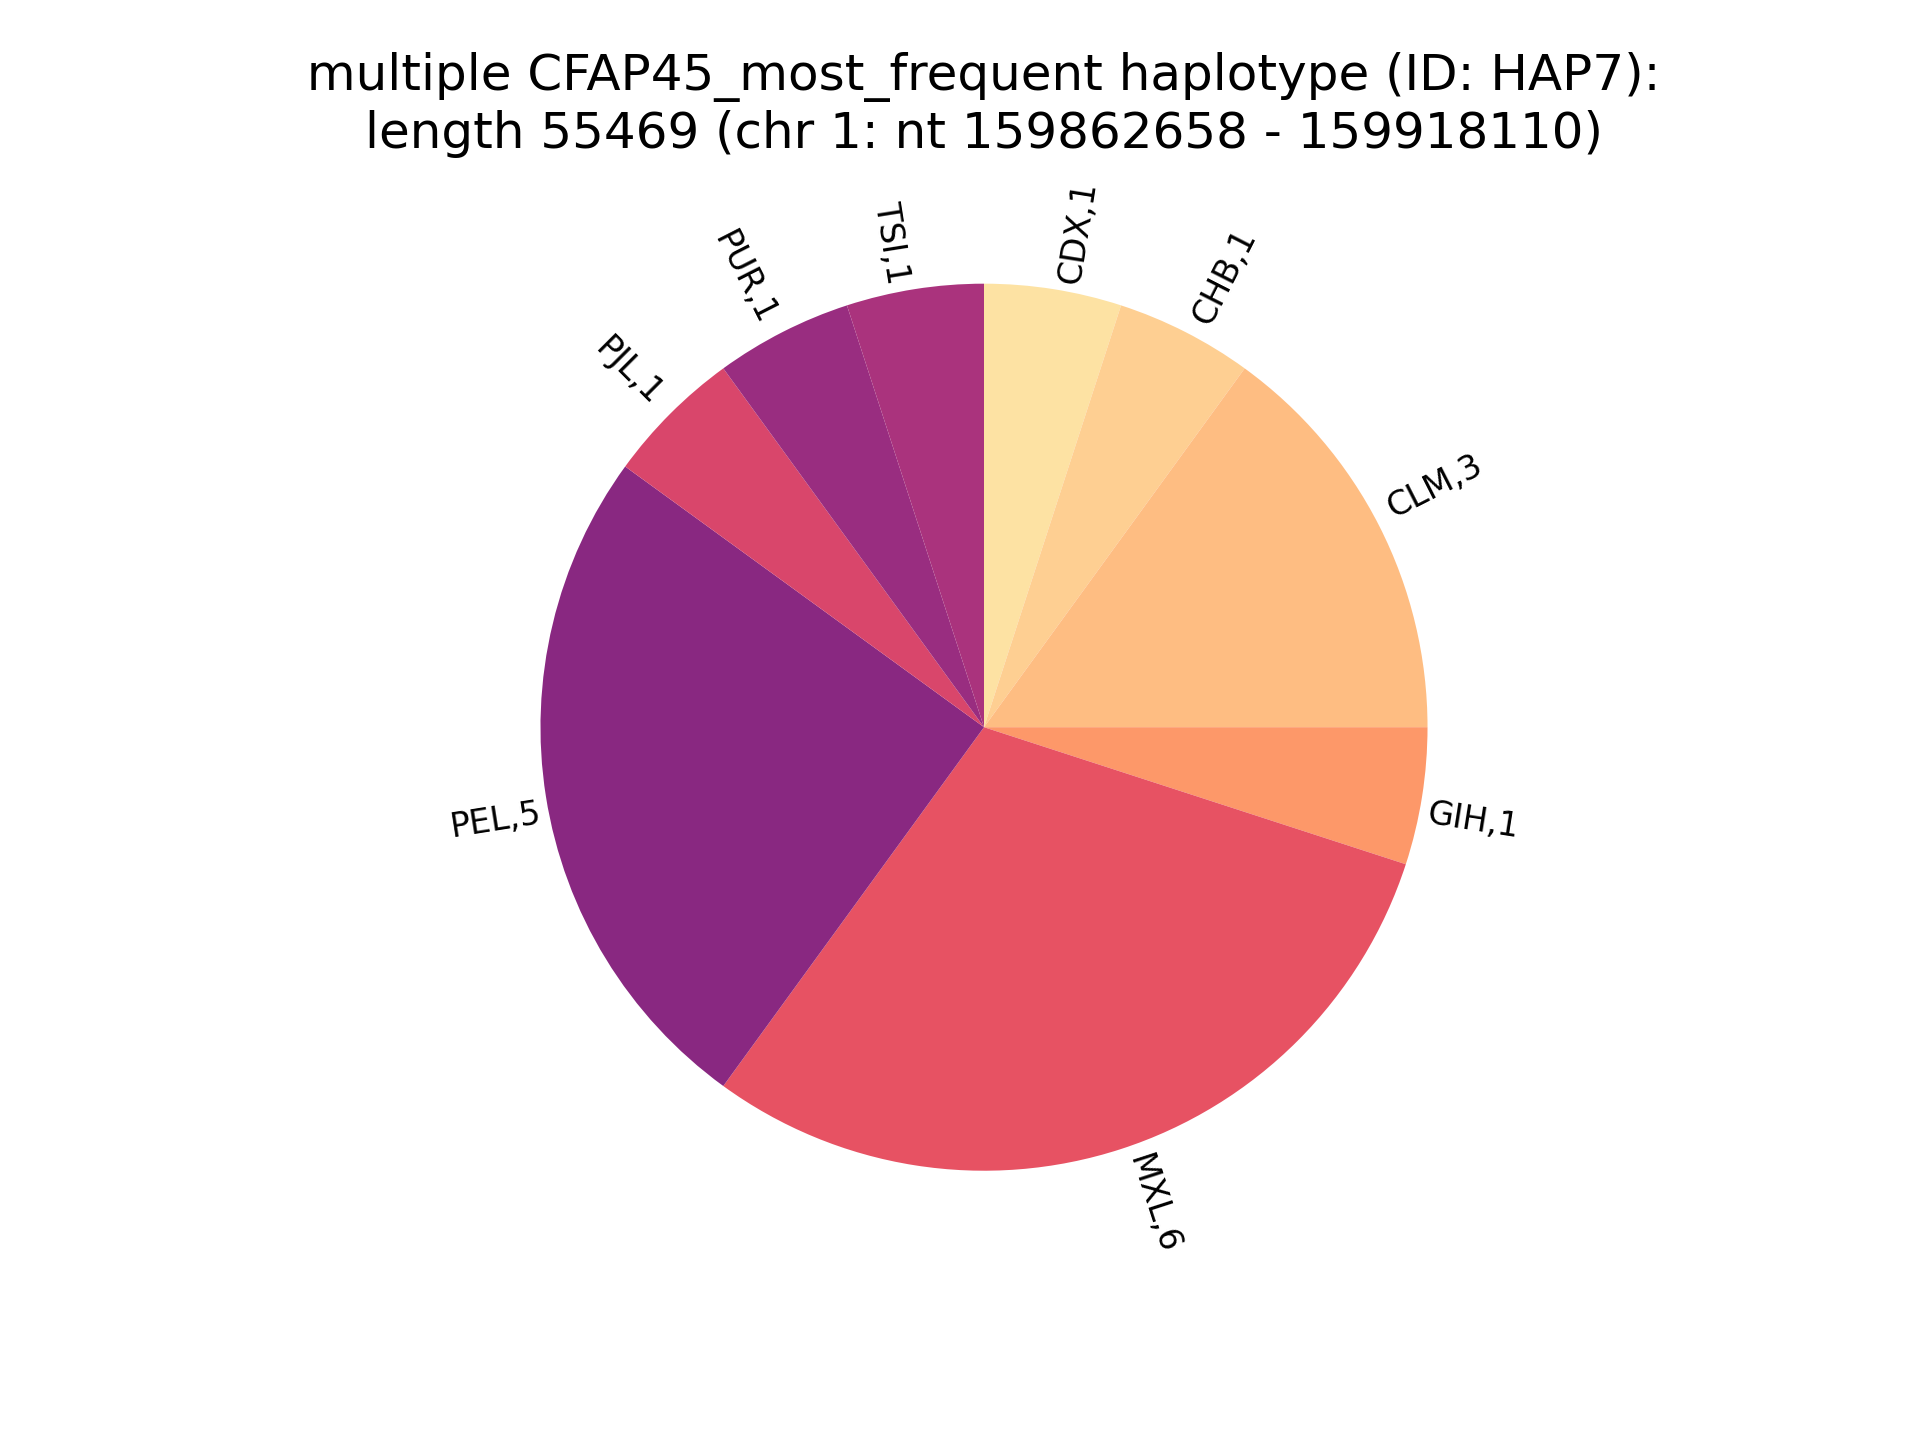 multiple CFAP45_most_frequent haplotype (ID: HAP7):
length 55469 (chr 1: nt 159862658 - 159918110)
CDX,1
CHB,1
CLM,3
GIH,1
MXL,6
PEL,5
PJL,1
PUR,1
TSI,1